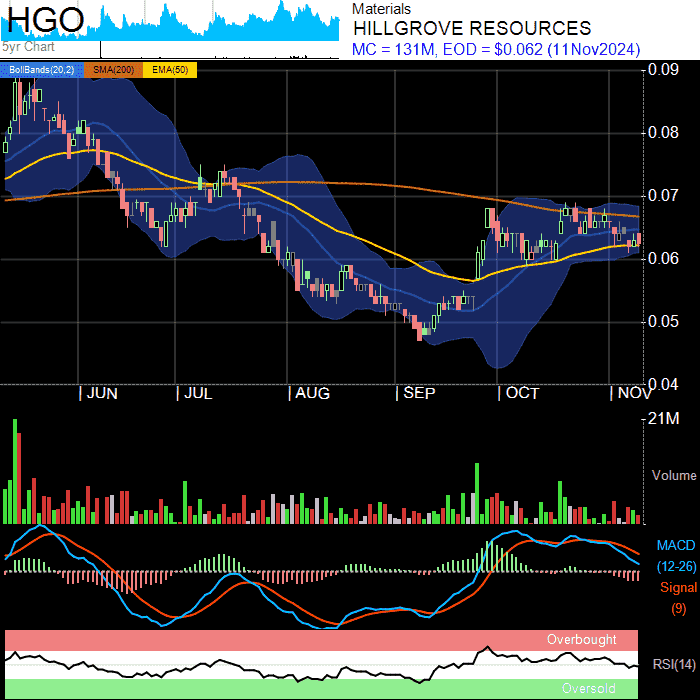 HGO
5yr Chart
Materials
HILLGROVE RESOURCES
MC = 131M, EOD = $0.062 (11Nov2024)
BollBands(20,2) SMA(200) EMA(50)
0.09
0.08
0.07
0.06
0.05
0.04
JUN JUL AUG SEP OCT NOV
21M
Volume
MACD
(12-26)
Signal
(9)
Overbought
RSI(14)
Oversold